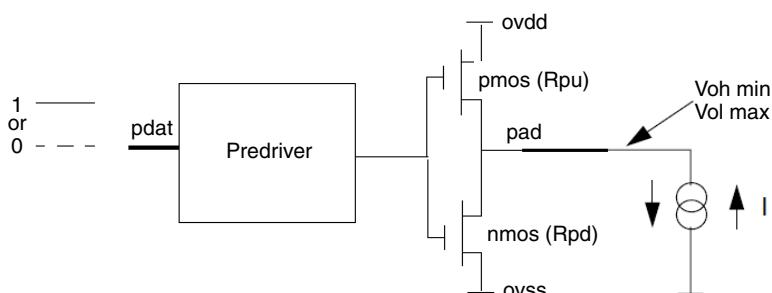 ovdd
pmos (Rpu)
1
or
0
pdat
Predriver
pad
Voh min
Vol max
nmos (Rpd)
I
ovss